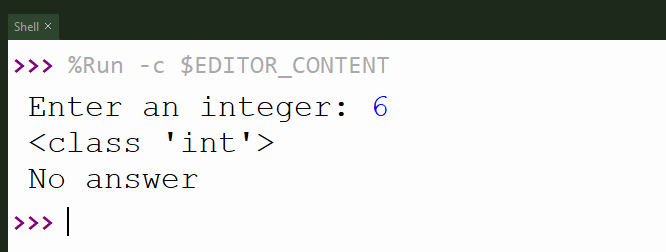 Shell ×
>>> %Run -c $EDITOR_CONTENT
Enter an integer: 6
<class 'int'>
No answer
>>>